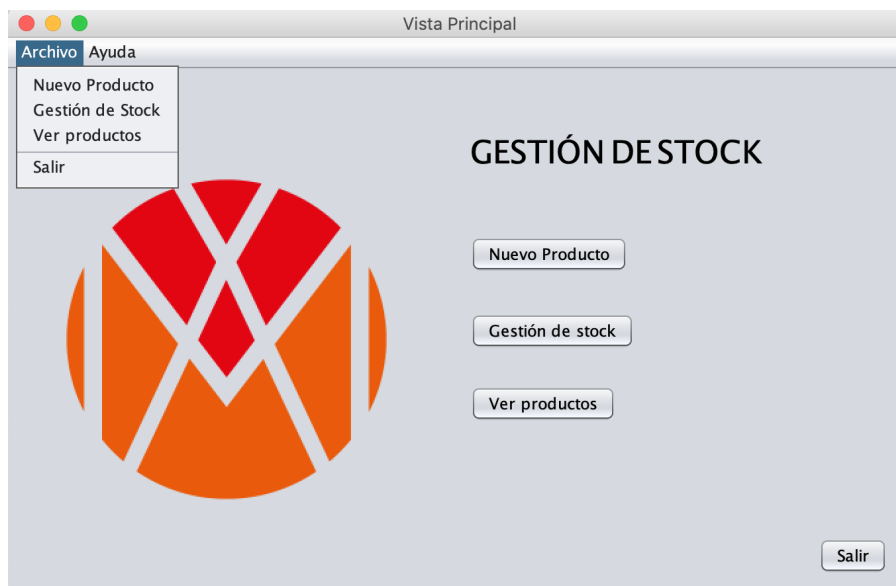 Vista Principal
Archivo Ayuda
Nuevo Producto
Gestión de Stock
Ver productos
Salir
GESTIÓN DE STOCK
Nuevo Producto
Gestión de stock
Ver productos
Salir